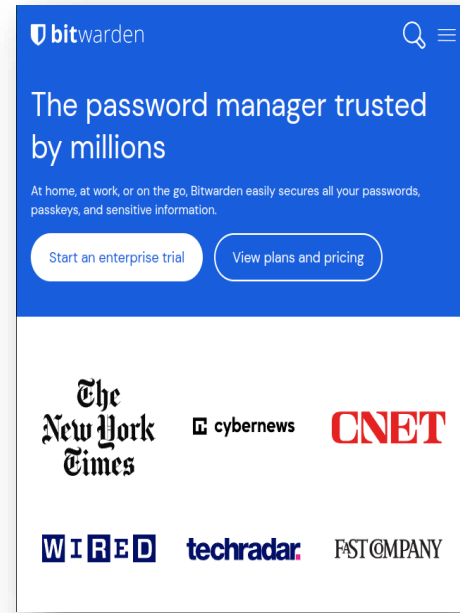 bitwarden
The password manager trusted
by millions
At home, at work, or on the go, Bitwarden easily secures all your passwords,
passkeys, and sensitive information.
Start an enterprise trial
View plans and pricing
The
New York
Times
cybernews
CNET
WIRED
techradar.
FAST COMPANY